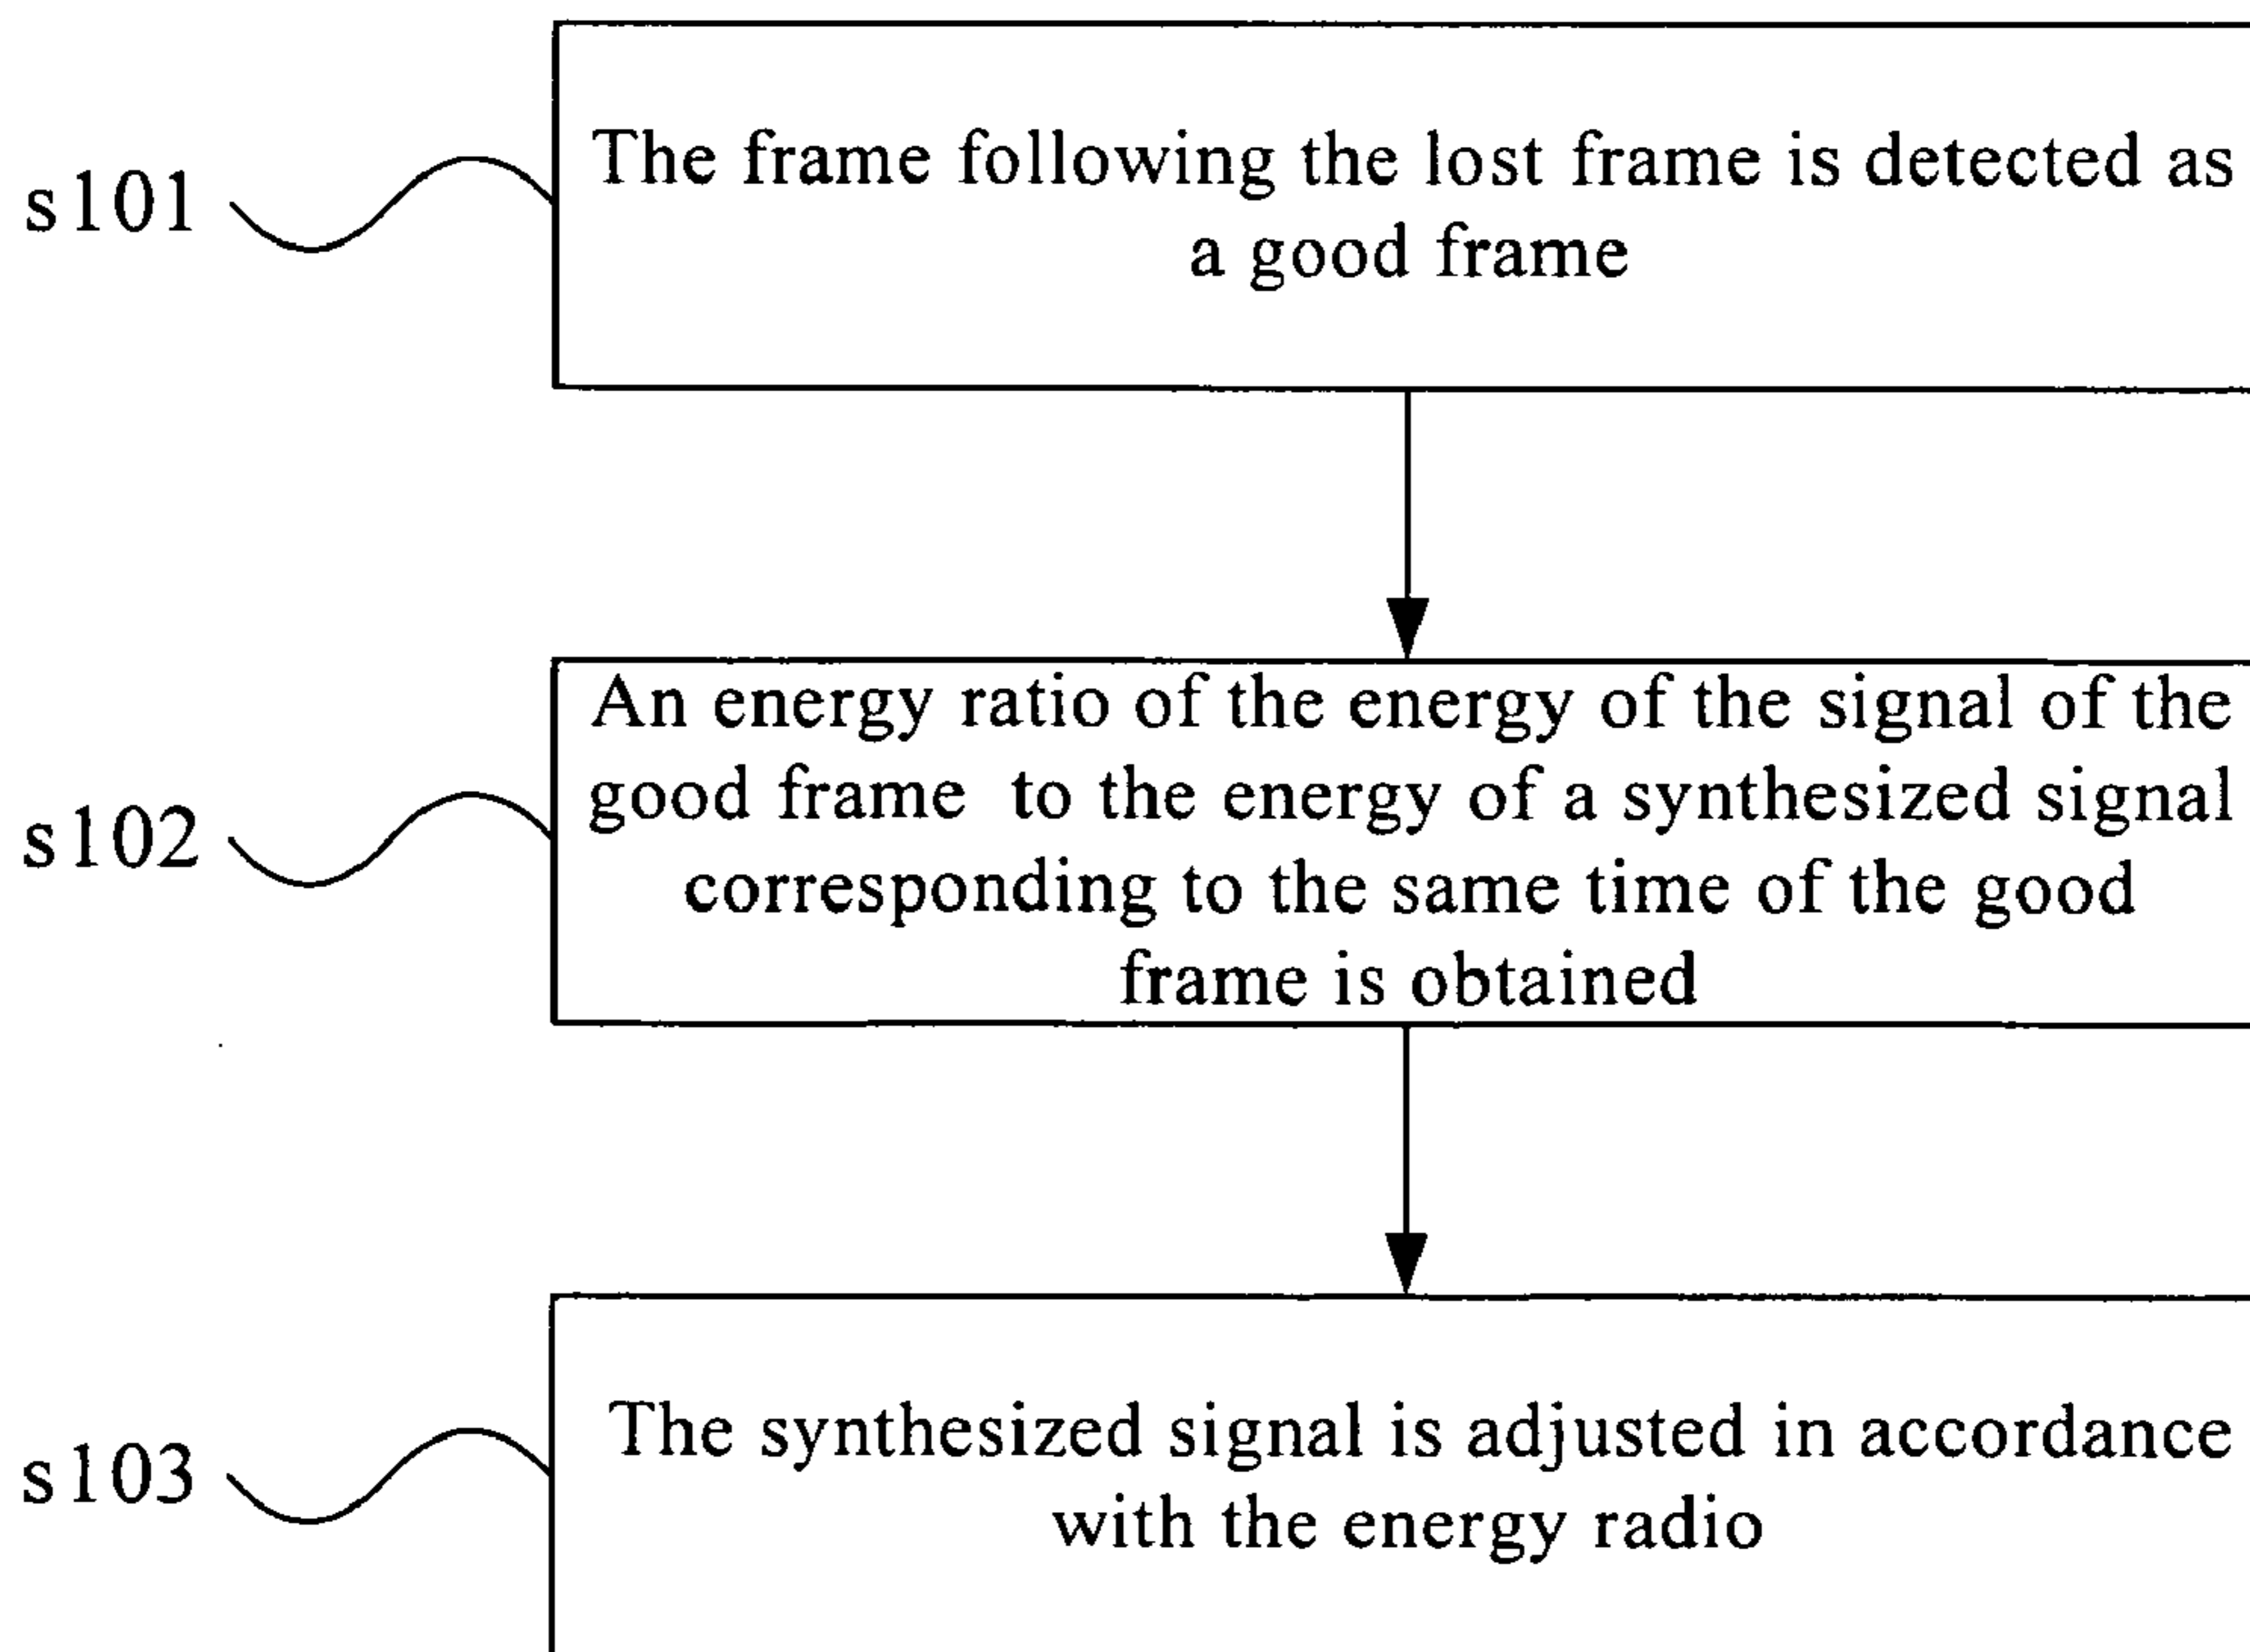 s101
The frame following the lost frame is detected as
a good frame
s102
An energy ratio of the energy of the signal of the
good frame to the energy of a synthesized signal
corresponding to the same time of the good
frame is obtained
s103
The synthesized signal is adjusted in accordance
with the energy radio